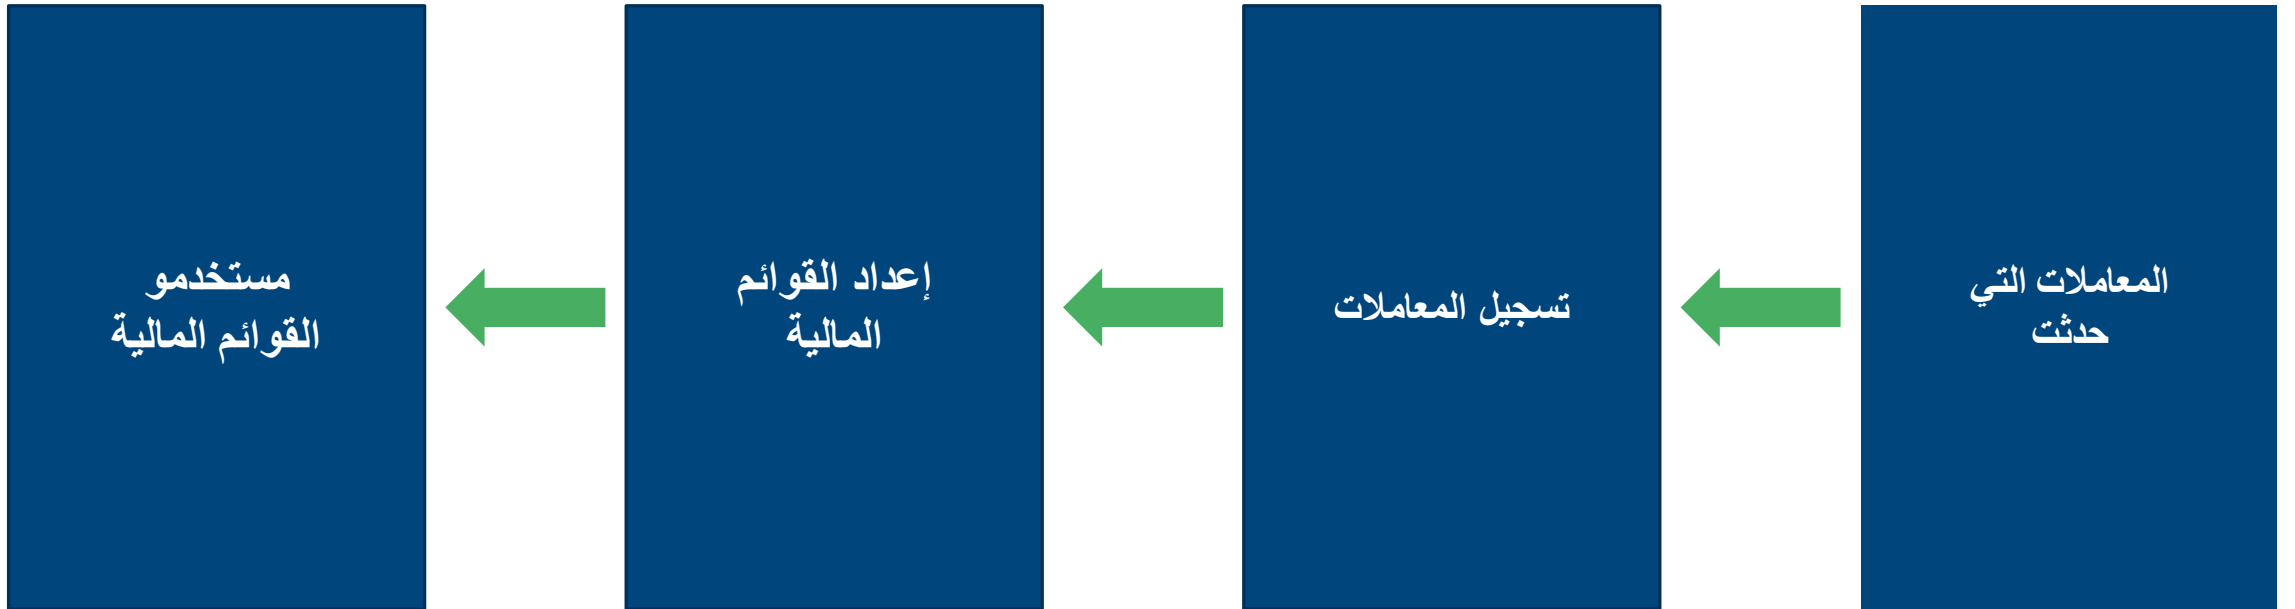 المعاملات التي
حدثت
تسجيل المعاملات
إعداد القوائم
المالية
مستخدمو
القوائم المالية